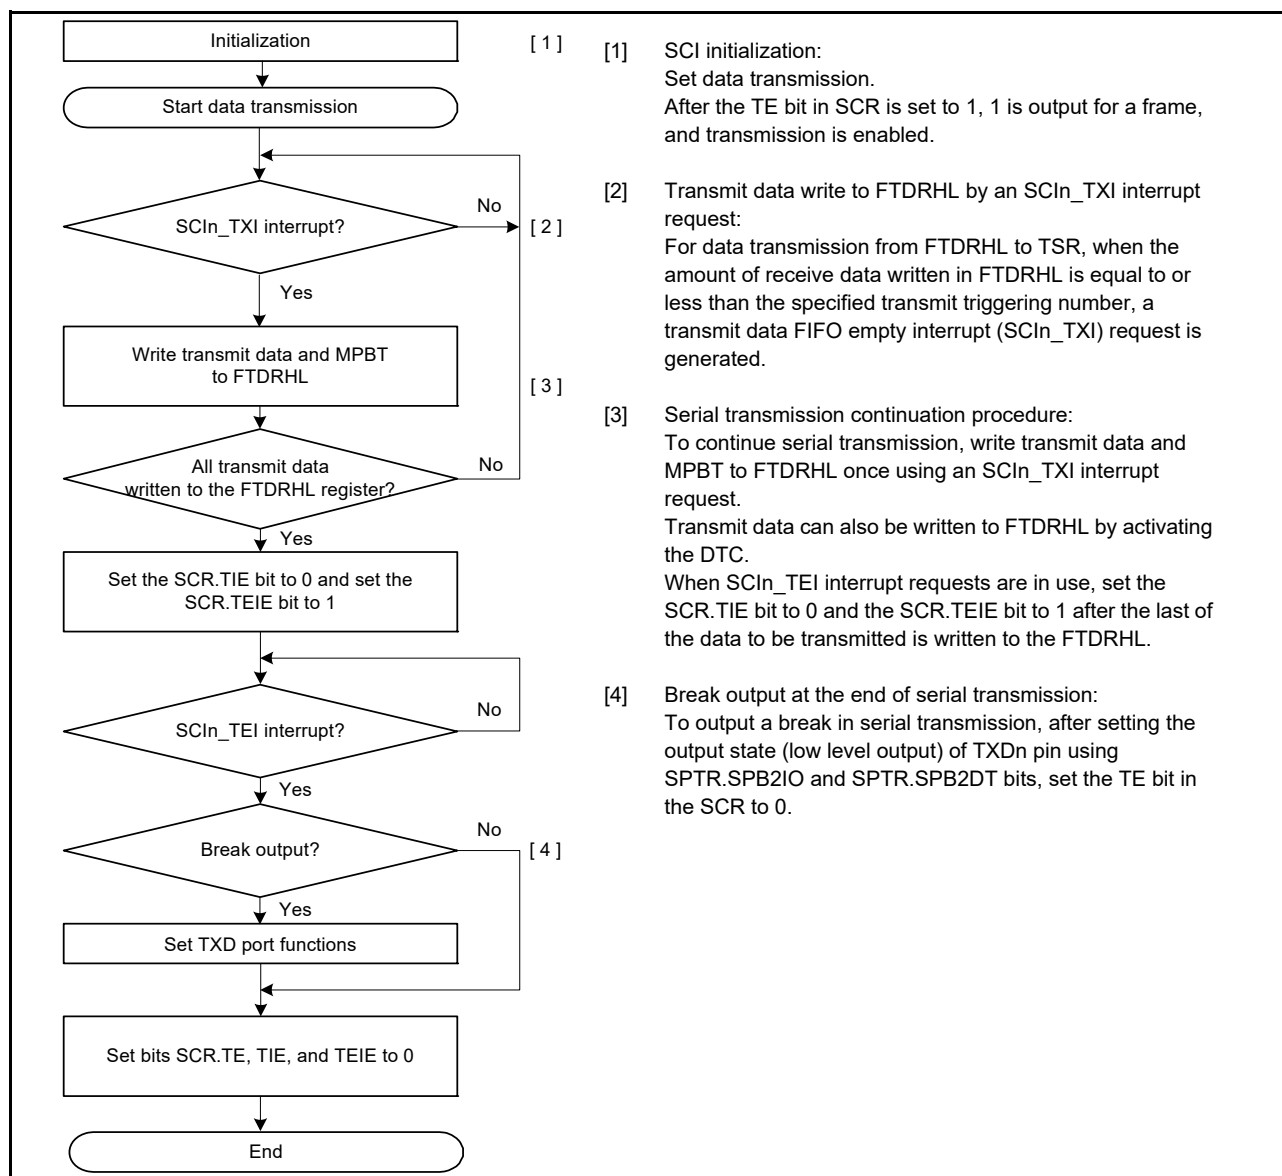 Initialization
[ 1 ]
Start data transmission
SCIn_TXI interrupt?
No
[ 2 ]
Yes
Write transmit data and MPBT
to FTDRHL
[ 3 ]
All transmit data
written to the FTDRHL register?
No
Yes
Set the SCR.TIE bit to 0 and set the
SCR.TEIE bit to 1
SCIn_TEI interrupt?
No
Yes
Break output?
No
[ 4 ]
Yes
Set TXD port functions
Set bits SCR.TE, TIE, and TEIE to 0
End
[1] SCI initialization:
Set data transmission.
After the TE bit in SCR is set to 1, 1 is output for a frame,
and transmission is enabled.
[2] Transmit data write to FTDRHL by an SCIn_TXI interrupt
request:
For data transmission from FTDRHL to TSR, when the
amount of receive data written in FTDRHL is equal to or
less than the specified transmit triggering number, a
transmit data FIFO empty interrupt (SCIn_TXI) request is
generated.
[3] Serial transmission continuation procedure:
To continue serial transmission, write transmit data and
MPBT to FTDRHL once using an SCIn_TXI interrupt
request.
Transmit data can also be written to FTDRHL by activating
the DTC.
When SCIn_TEI interrupt requests are in use, set the
SCR.TIE bit to 0 and the SCR.TEIE bit to 1 after the last of
the data to be transmitted is written to the FTDRHL.
[4] Break output at the end of serial transmission:
To output a break in serial transmission, after setting the
output state (low level output) of TXDn pin using
SPTR.SPB2IO and SPTR.SPB2DT bits, set the TE bit in
the SCR to 0.